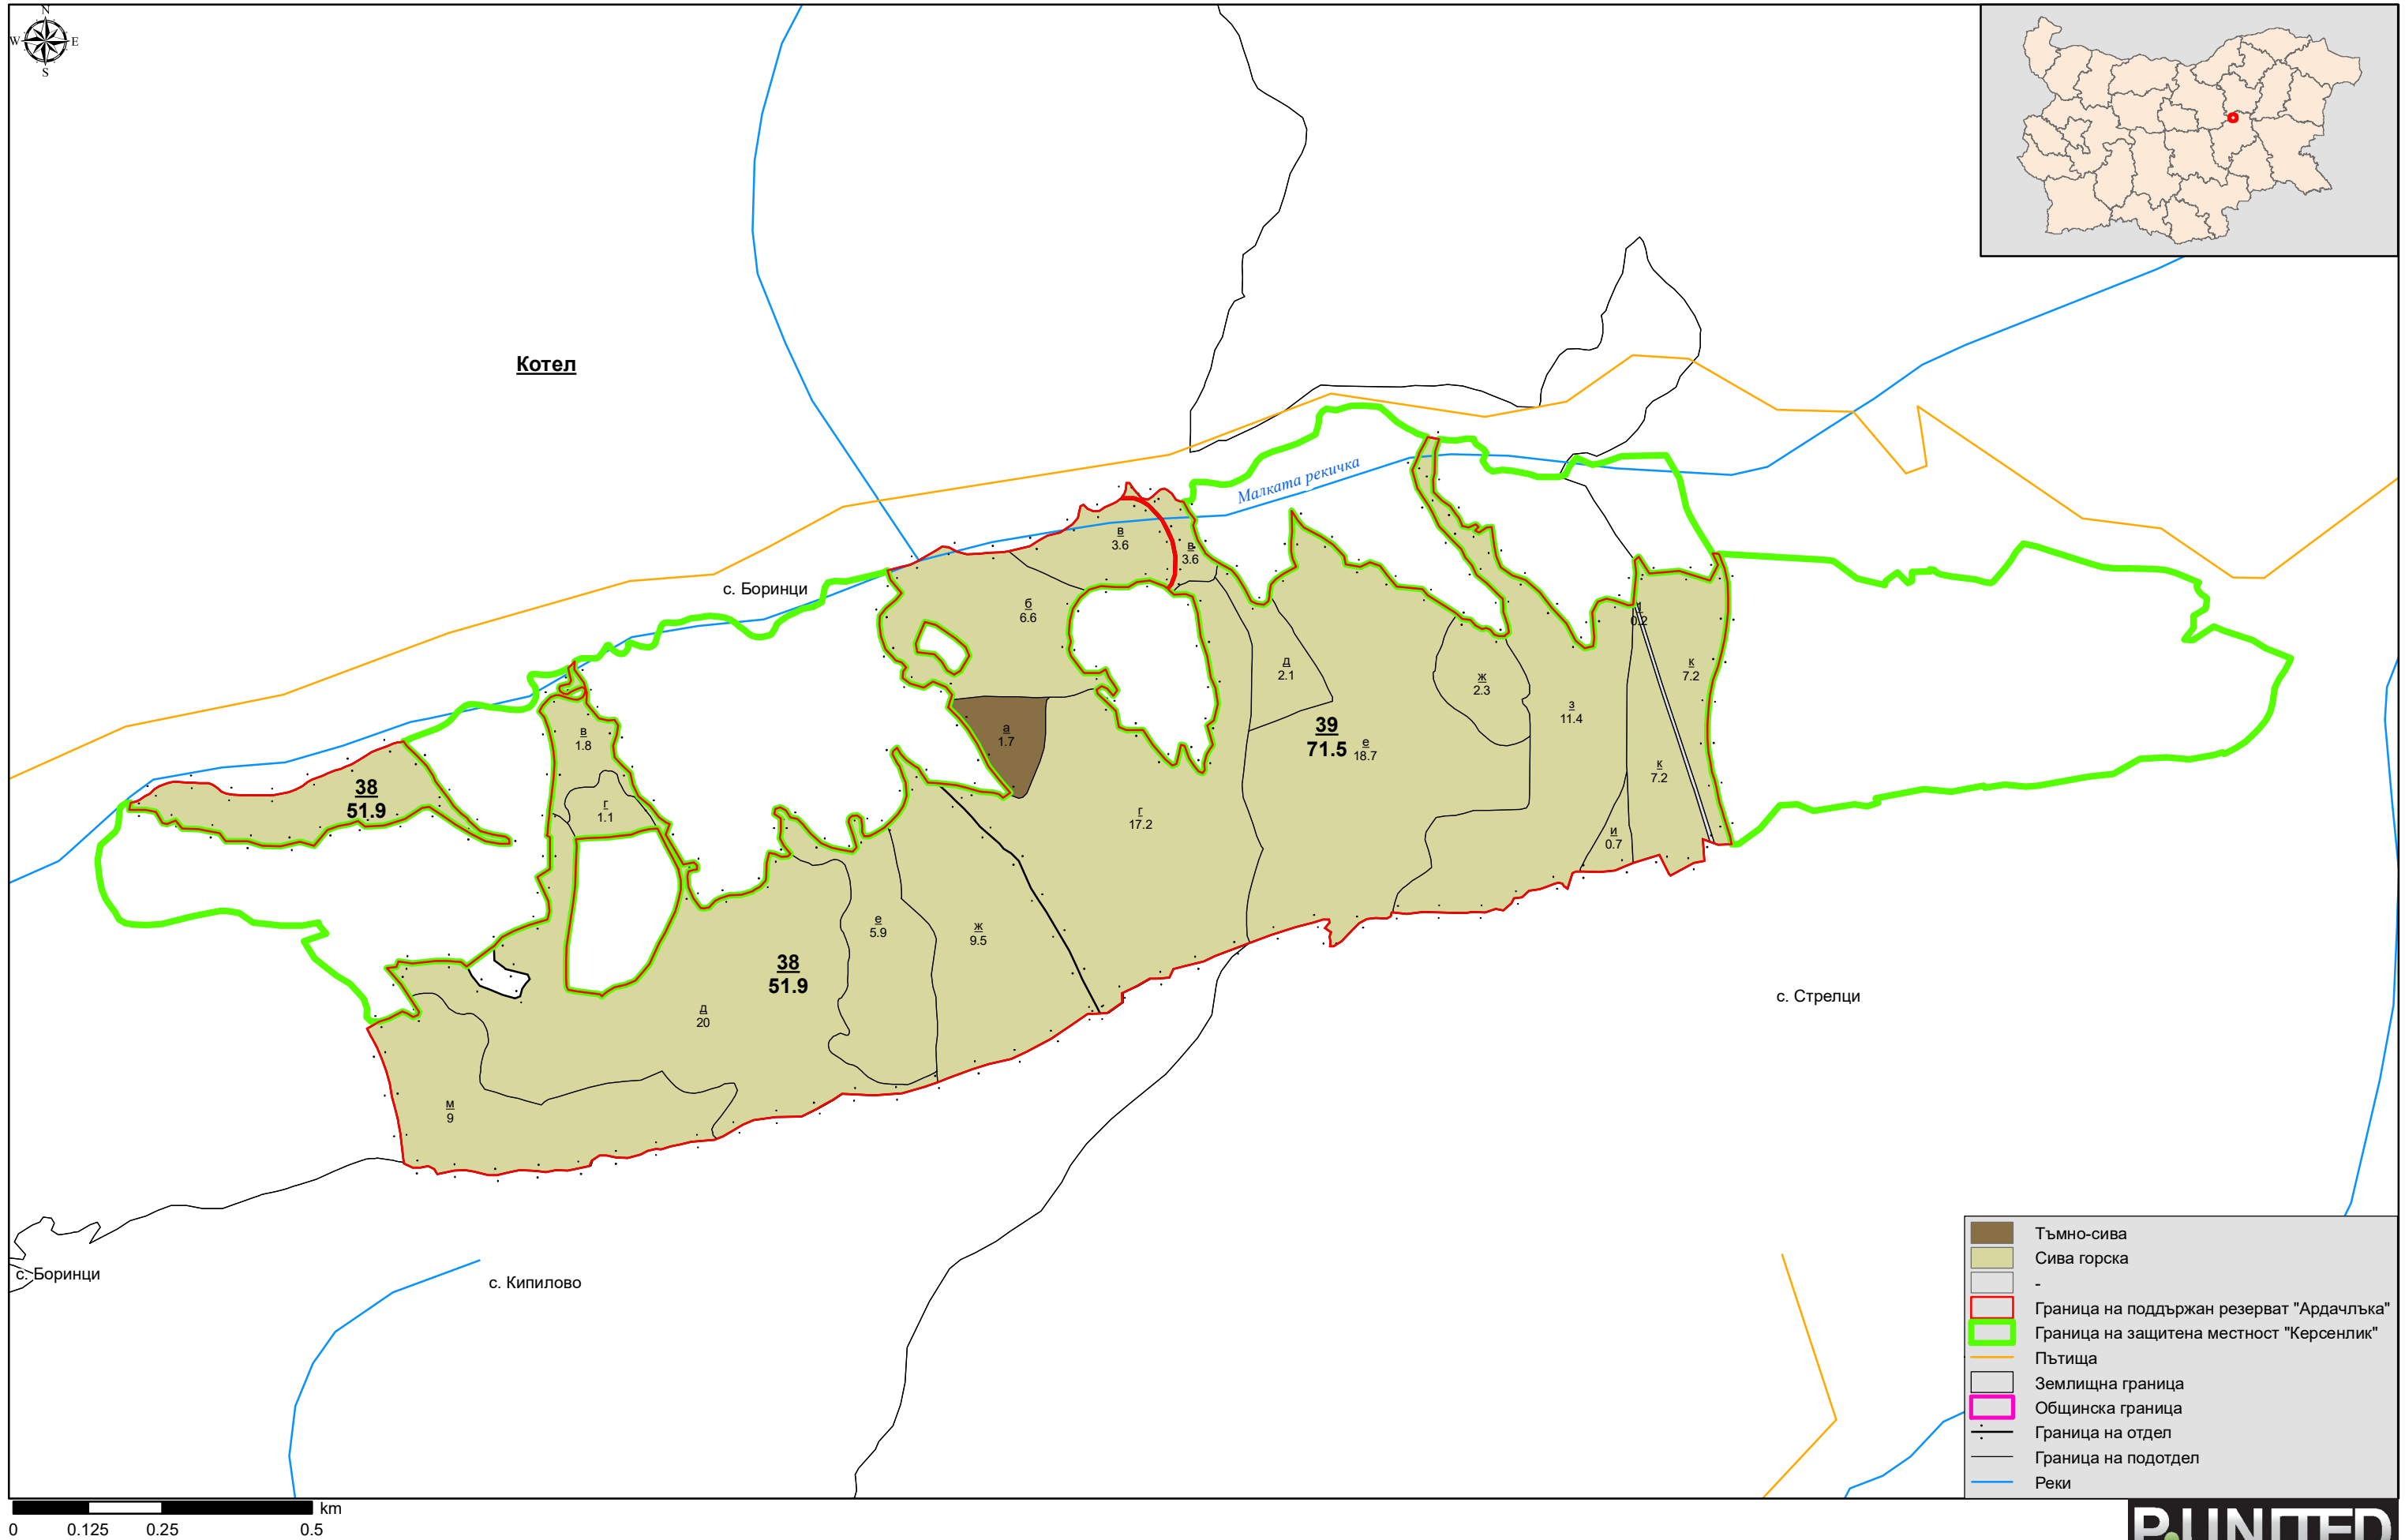 N
W E
S
Котел
Малката рекичка
с. Боринци
в
3.6
в
3.6
б
6.6
а
1.7
д
2.1
ж
2.3
з
11.4
1
0.2
к
7.2
к
7.2
и
0.7
39
71.5
е
18.7
г
17.2
в
1.8
г
1.1
38
51.9
38
51.9
е
5.9
ж
9.5
д
20
м
9
с. Стрелци
с. Боринци
с. Кипилово
Тъмно-сива
Сива горска
-
Граница на поддържан резерват "Ардачлъка"
Граница на защитена местност "Керсенлик"
Пътища
Землищна граница
Общинска граница
Граница на отдел
Граница на подотдел
Реки
km
0 0.125 0.25 0.5
P.UNITED